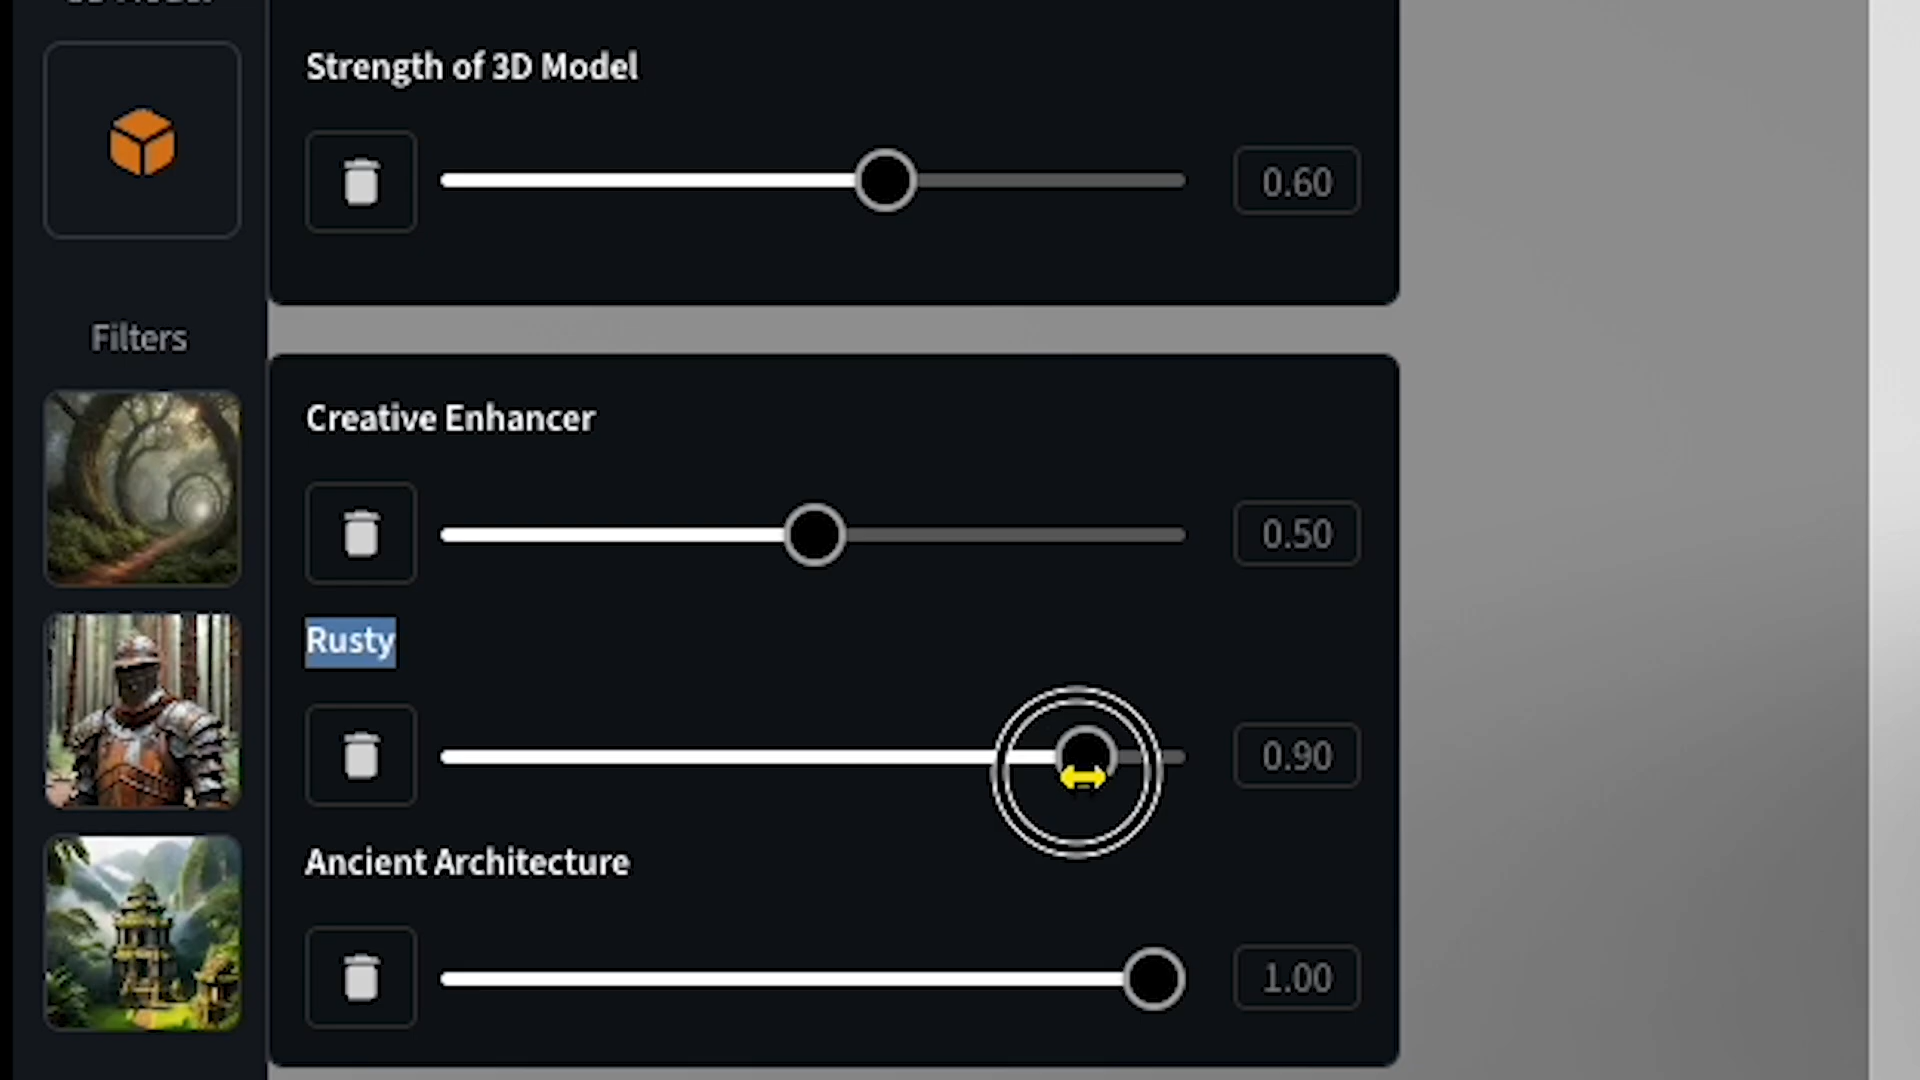 Strength of 3D Model
0.60
Filters
Creative Enhancer
0.50
Rusty
0.90
Ancient Architecture
1.00